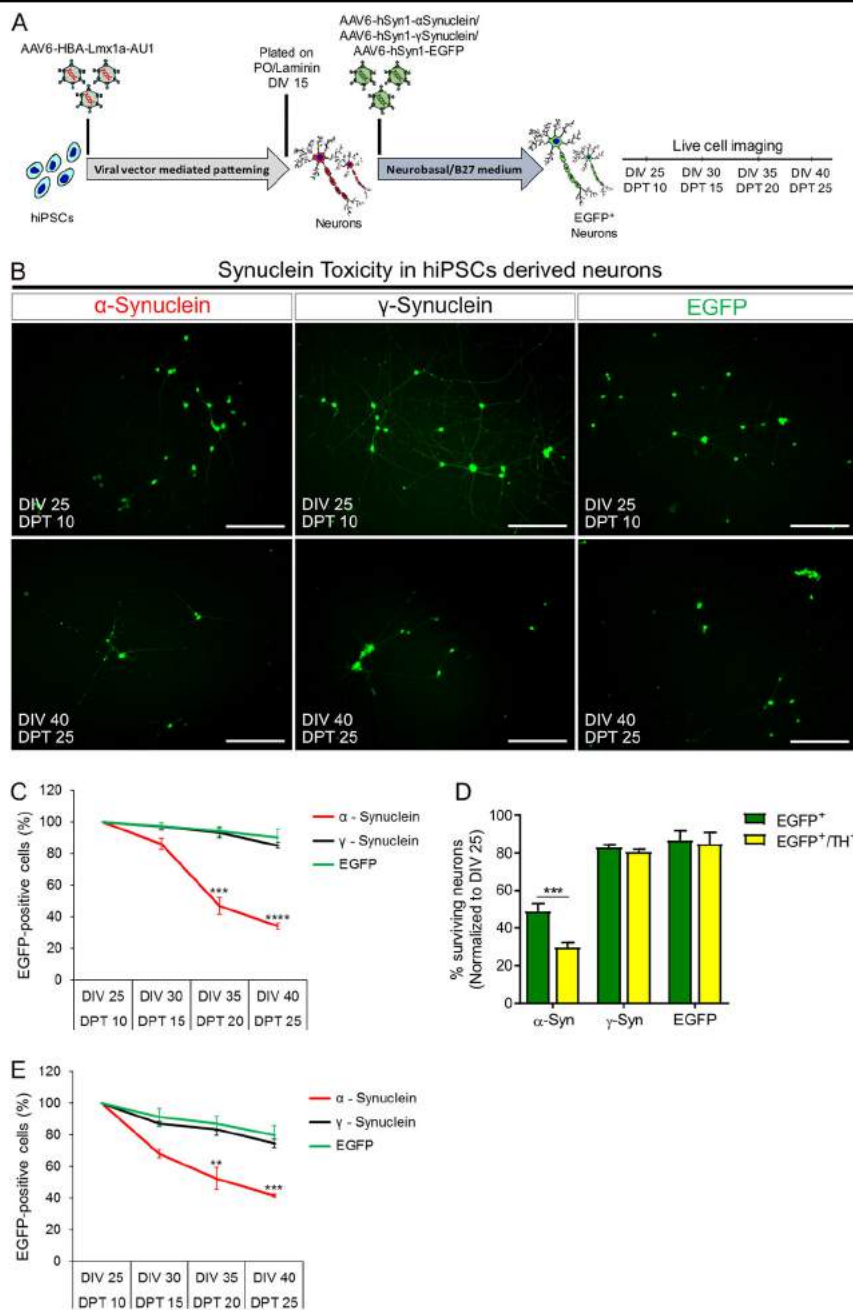 A
AAV6-HBA-Lmx1a-AU1
Plated on
PO/Laminin
DIV 15
AAV6-hSyn1-αSynuclein/
AAV6-hSyn1-γSynuclein/
AAV6-hSyn1-EGFP
Viral vector mediated patterning
Neurobasal/B27 medium
hiPSCs
Neurons
EGFP⁺
Neurons
Live cell imaging
DIV 25 DIV 30 DIV 35 DIV 40
DPT 10 DPT 15 DPT 20 DPT 25
B
Synuclein Toxicity in hiPSCs derived neurons
α-Synuclein γ-Synuclein EGFP
DIV 25
DPT 10
DIV 25
DPT 10
DIV 25
DPT 10
DIV 40
DPT 25
DIV 40
DPT 25
DIV 40
DPT 25
C
EGFP-positive cells (%)
120
100
80
60
40
20
0
***
****
α - Synuclein
γ - Synuclein
EGFP
DIV 25 DIV 30 DIV 35 DIV 40
DPT 10 DPT 15 DPT 20 DPT 25
D
% surviving neurons
(Normalized to DIV 25)
100
80
60
40
20
0
***
α-Syn γ-Syn EGFP
EGFP⁺
EGFP⁺/TH⁺
E
EGFP-positive cells (%)
120
100
80
60
40
20
0
**
***
α - Synuclein
γ - Synuclein
EGFP
DIV 25 DIV 30 DIV 35 DIV 40
DPT 10 DPT 15 DPT 20 DPT 25